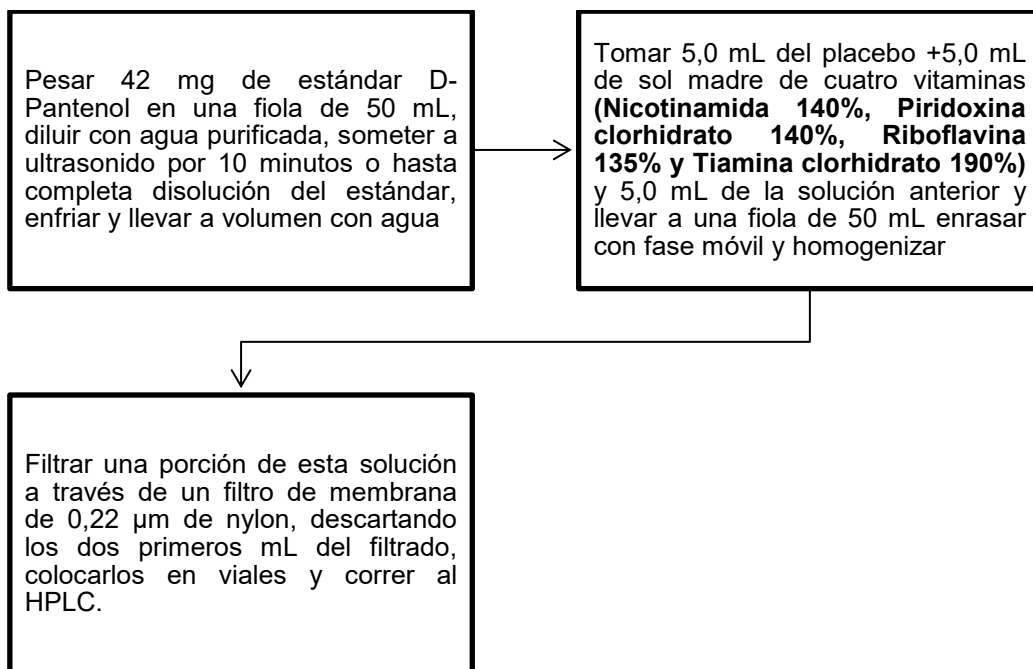 Pesar 42 mg de estándar D-
Pantenol en una fiola de 50 mL,
diluir con agua purificada, someter a
ultrasonido por 10 minutos o hasta
completa disolución del estándar,
enfriar y llevar a volumen con agua
Tomar 5,0 mL del placebo +5,0 mL
de sol madre de cuatro vitaminas
(Nicotinamida 140%, Piridoxina
clorhidrato 140%, Riboflavina
135% y Tiamina clorhidrato 190%)
y 5,0 mL de la solución anterior y
llevar a una fiola de 50 mL enrasar
con fase móvil y homogenizar
Filtrar una porción de esta solución
a través de un filtro de membrana
de 0,22 µm de nylon, descartando
los dos primeros mL del filtrado,
colocarlos en viales y correr al
HPLC.